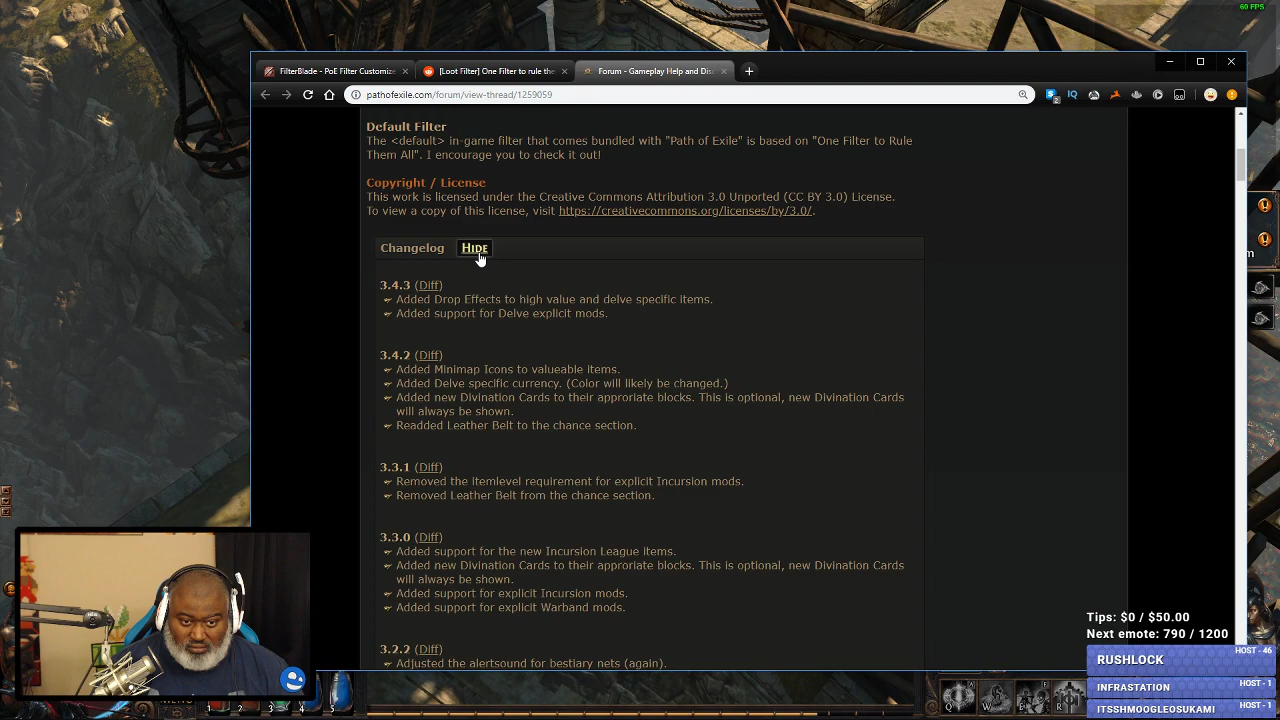 60 FPS
FilterBlade - PoE Filter Customize
[Loot Filter] One Filter to rule the
Forum - Gameplay Help and Dis
pathofexile.com/forum/view-thread/1259059
2
IQ
Default Filter
The <default> in-game filter that comes bundled with "Path of Exile" is based on "One Filter to Rule
Them All". I encourage you to check it out!
Copyright / License
This work is licensed under the Creative Commons Attribution 3.0 Unported (CC BY 3.0) License.
To view a copy of this license, visit https://creativecommons.org/licenses/by/3.0/.
Changelog Hide
3.4.3 (Diff)
Added Drop Effects to high value and delve specific items.
Added support for Delve explicit mods.
3.4.2 (Diff)
Added Minimap Icons to valueable items.
Added Delve specific currency. (Color will likely be changed.)
Added new Divination Cards to their approriate blocks. This is optional, new Divination Cards
will always be shown.
Readded Leather Belt to the chance section.
3.3.1 (Diff)
Removed the itemlevel requirement for explicit Incursion mods.
Removed Leather Belt from the chance section.
3.3.0 (Diff)
Added support for the new Incursion League items.
Added new Divination Cards to their approriate blocks. This is optional, new Divination Cards
will always be shown.
Added support for explicit Incursion mods.
Added support for explicit Warband mods.
3.2.2 (Diff)
Adjusted the alertsound for bestiary nets (again).
Tips: $0 / $50.00
Next emote: 790 / 1200
RUSHLOCK
HOST - 46
INFRASTATION
HOST - 1
ITSSHMOOGLEOSUKAMI
HOST - 1